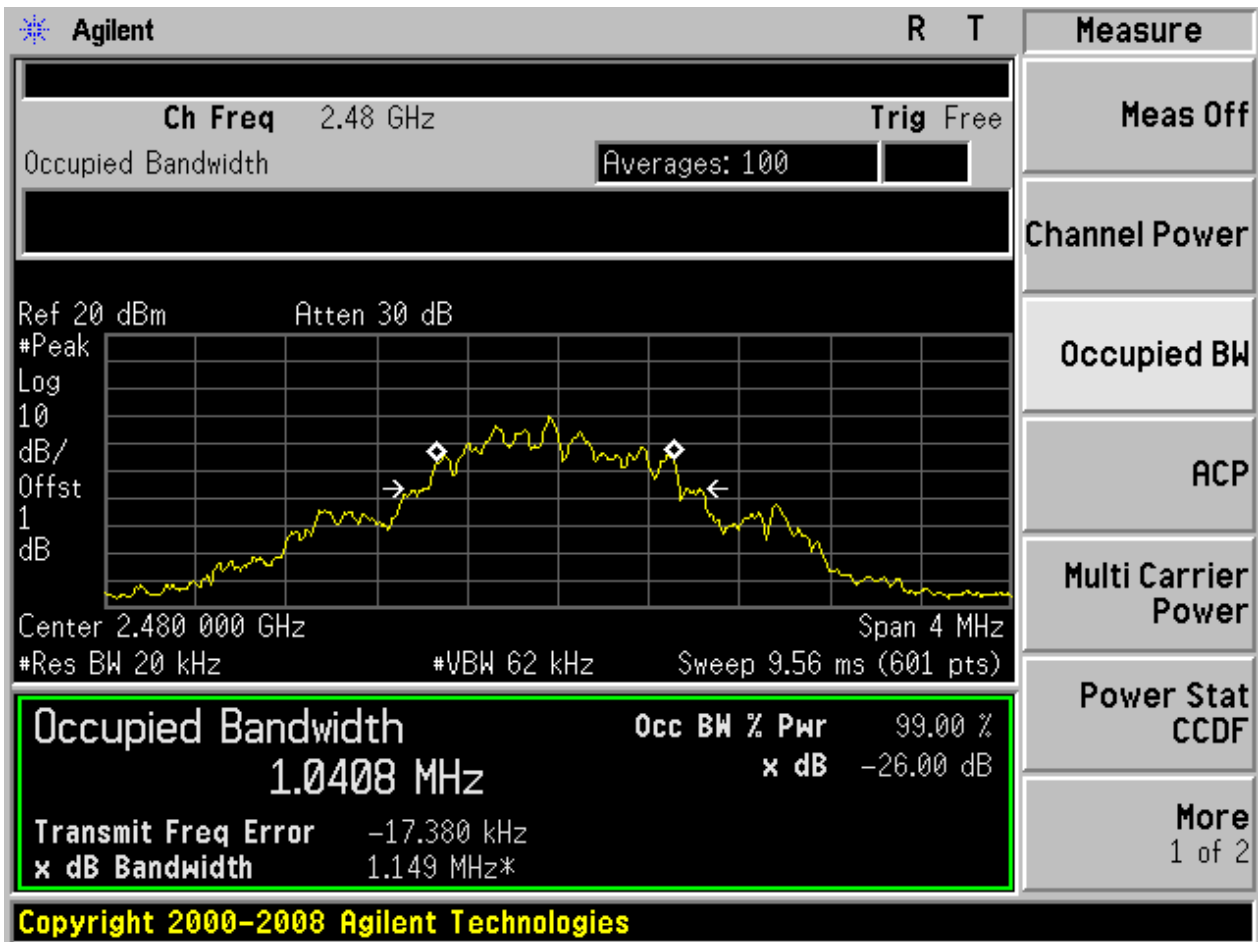 Agilent R T
Ch Freq 2.48 GHz Trig Free
Occupied Bandwidth Averages: 100
Ref 20 dBm Atten 30 dB
#Peak
Log
10
dB/
Offst
1
dB
Center 2.480 000 GHz Span 4 MHz
#Res BW 20 kHz #VBW 62 kHz Sweep 9.56 ms (601 pts)
Occupied Bandwidth Occ BW % Pwr 99.00 %
1.0408 MHz x dB -26.00 dB
Transmit Freq Error -17.380 kHz
x dB Bandwidth 1.149 MHz*
Copyright 2000-2008 Agilent Technologies
Measure
Meas Off
Channel Power
Occupied BW
ACP
Multi Carrier
Power
Power Stat
CCDF
More
1 of 2